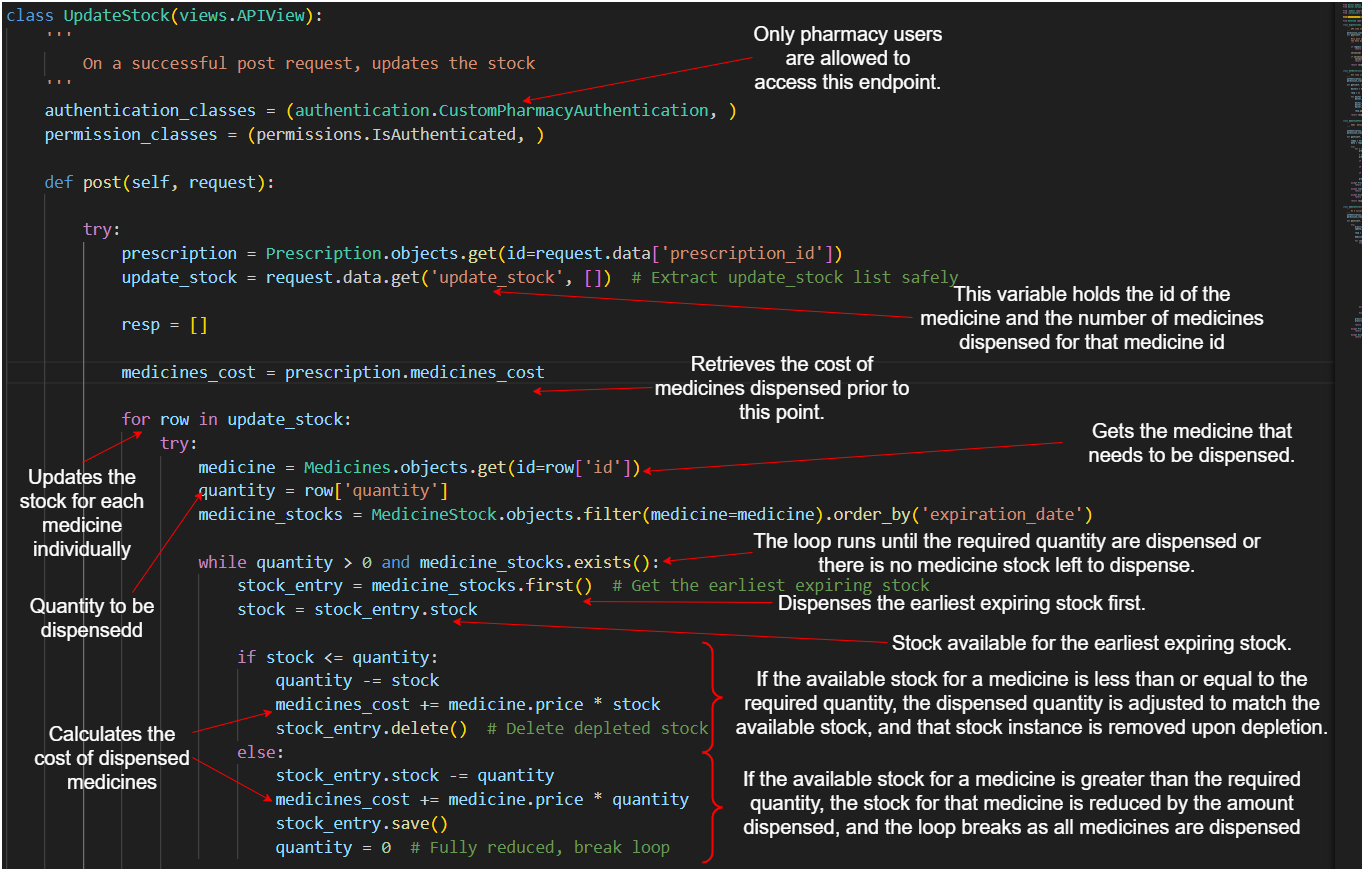 class UpdateStock(views.APIView):
'''
On a successful post request, updates the stock
'''
authentication_classes = (authentication.CustomPharmacyAuthentication, )
permission_classes = (permissions.IsAuthenticated, )
Only pharmacy users
are allowed to
access this endpoint.
def post(self, request):
try:
prescription = Prescription.objects.get(id=request.data['prescription_id'])
update_stock = request.data.get('update_stock', [])  # Extract update_stock list safely
This variable holds the id of the
medicine and the number of medicines
dispensed for that medicine id
resp = []
medicines_cost = prescription.medicines_cost
Retrieves the cost of
medicines dispensed prior to
this point.
for row in update_stock:
try:
medicine = Medicines.objects.get(id=row['id'])
quantity = row['quantity']
medicine_stocks = MedicineStock.objects.filter(medicine=medicine).order_by('expiration_date')
Gets the medicine that
needs to be dispensed.
Updates the
stock for each
medicine
individually
Quantity to be
dispensedd
while quantity > 0 and medicine_stocks.exists():
The loop runs until the required quantity are dispensed or
there is no medicine stock left to dispense.
stock_entry = medicine_stocks.first()  # Get the earliest expiring stock
Dispenses the earliest expiring stock first.
stock = stock_entry.stock
Stock available for the earliest expiring stock.
if stock <= quantity:
quantity -= stock
medicines_cost += medicine.price * stock
stock_entry.delete()  # Delete depleted stock
If the available stock for a medicine is less than or equal to the
required quantity, the dispensed quantity is adjusted to match the
available stock, and that stock instance is removed upon depletion.
Calculates the
cost of dispensed
medicines
else:
stock_entry.stock -= quantity
medicines_cost += medicine.price * quantity
stock_entry.save()
quantity = 0  # Fully reduced, break loop
If the available stock for a medicine is greater than the required
quantity, the stock for that medicine is reduced by the amount
dispensed, and the loop breaks as all medicines are dispensed